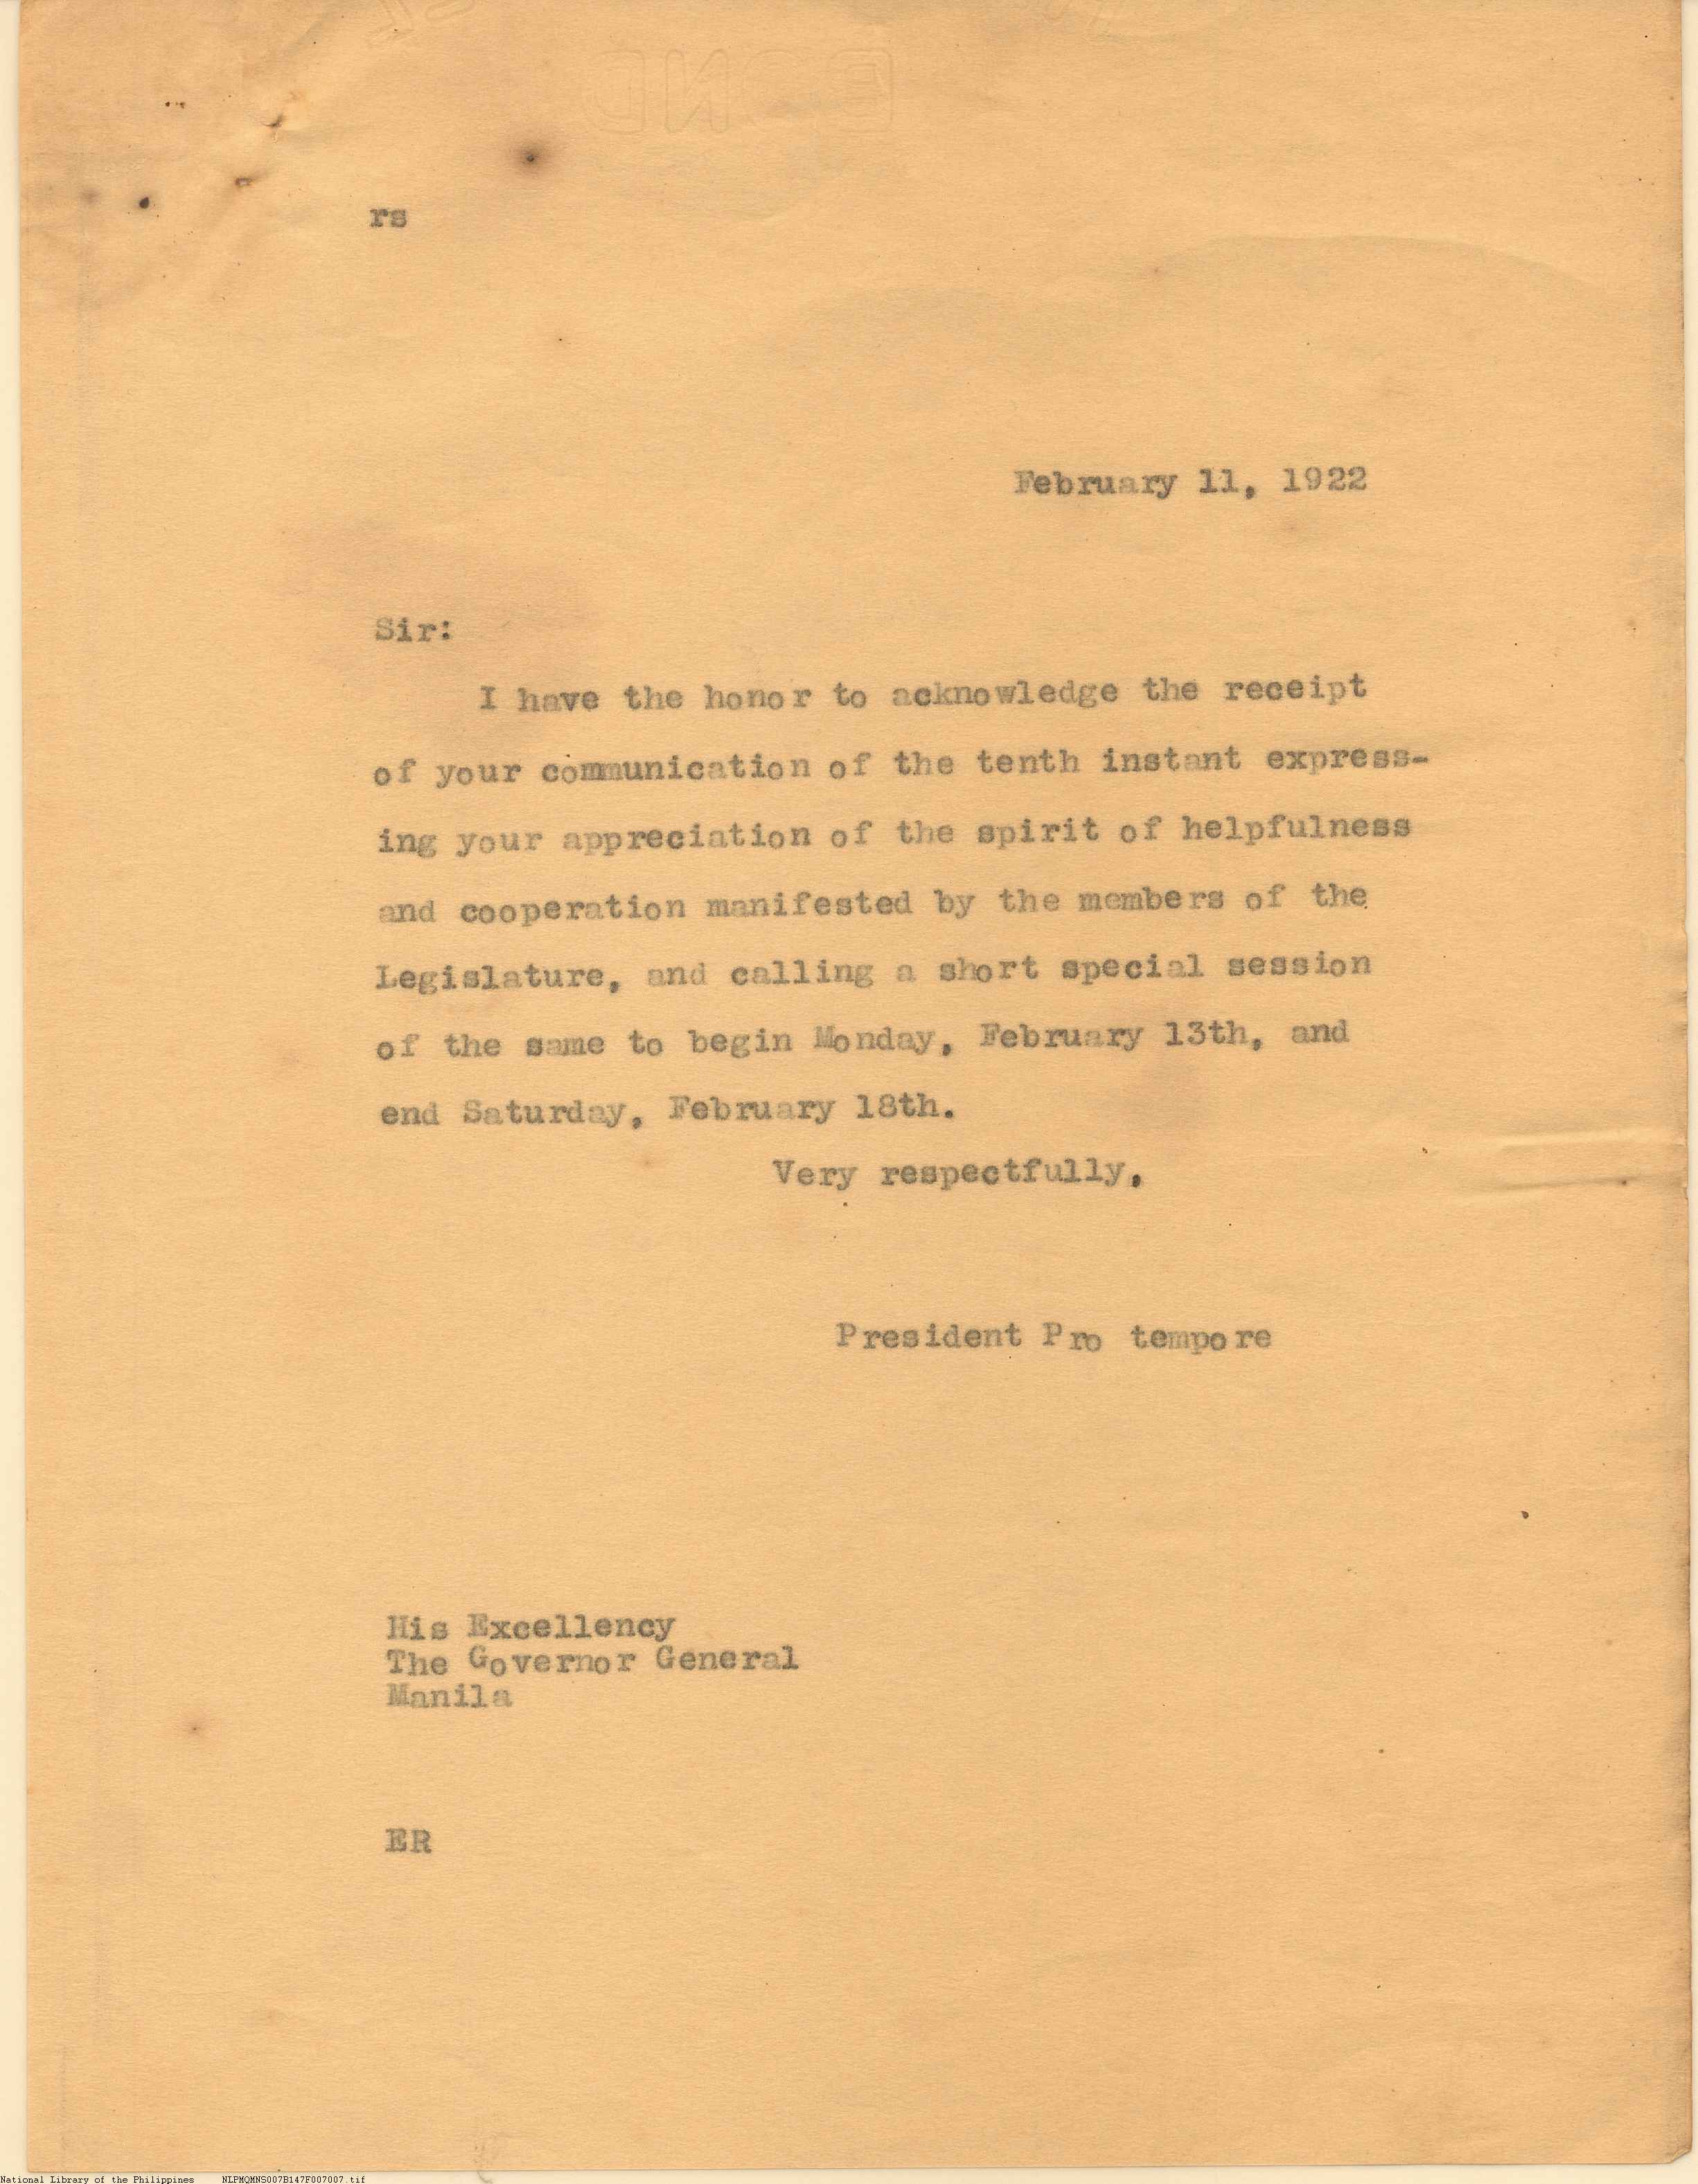 BOND
rs
February 11, 1922
Sir:
I have the honor to acknowledge the receipt
of your communication of the tenth instant express-
ing your appreciation of the spirit of helpfulness
and cooperation manifested by the members of the
Legislature, and calling a short special session
of the same to begin Monday, February 13th, and
end Saturday, February 18th.
Very respectfully,
President Pro tempore
His Excellency
The Governor General
Manila
ER
National Library of the Philippines NLPMQMNS007B147F007007.tif